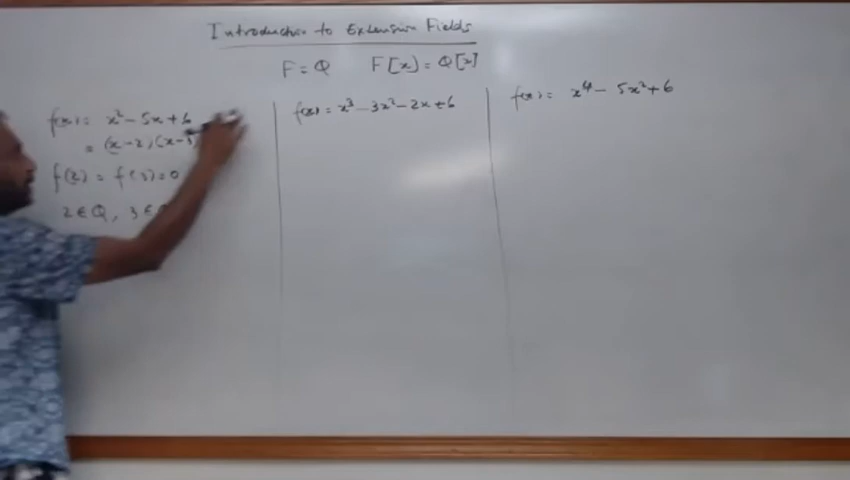 Introduction to Extension Fields
F = Q F[x] = Q[x]
f(x) = x² - 5x + 6
= (x-2)(x-3)
f(2) = f(3) = 0
2 ∈ Q, 3 ∈
f(x) = x³ - 3x² - 2x + 6
f(x) = x⁴ - 5x² + 6